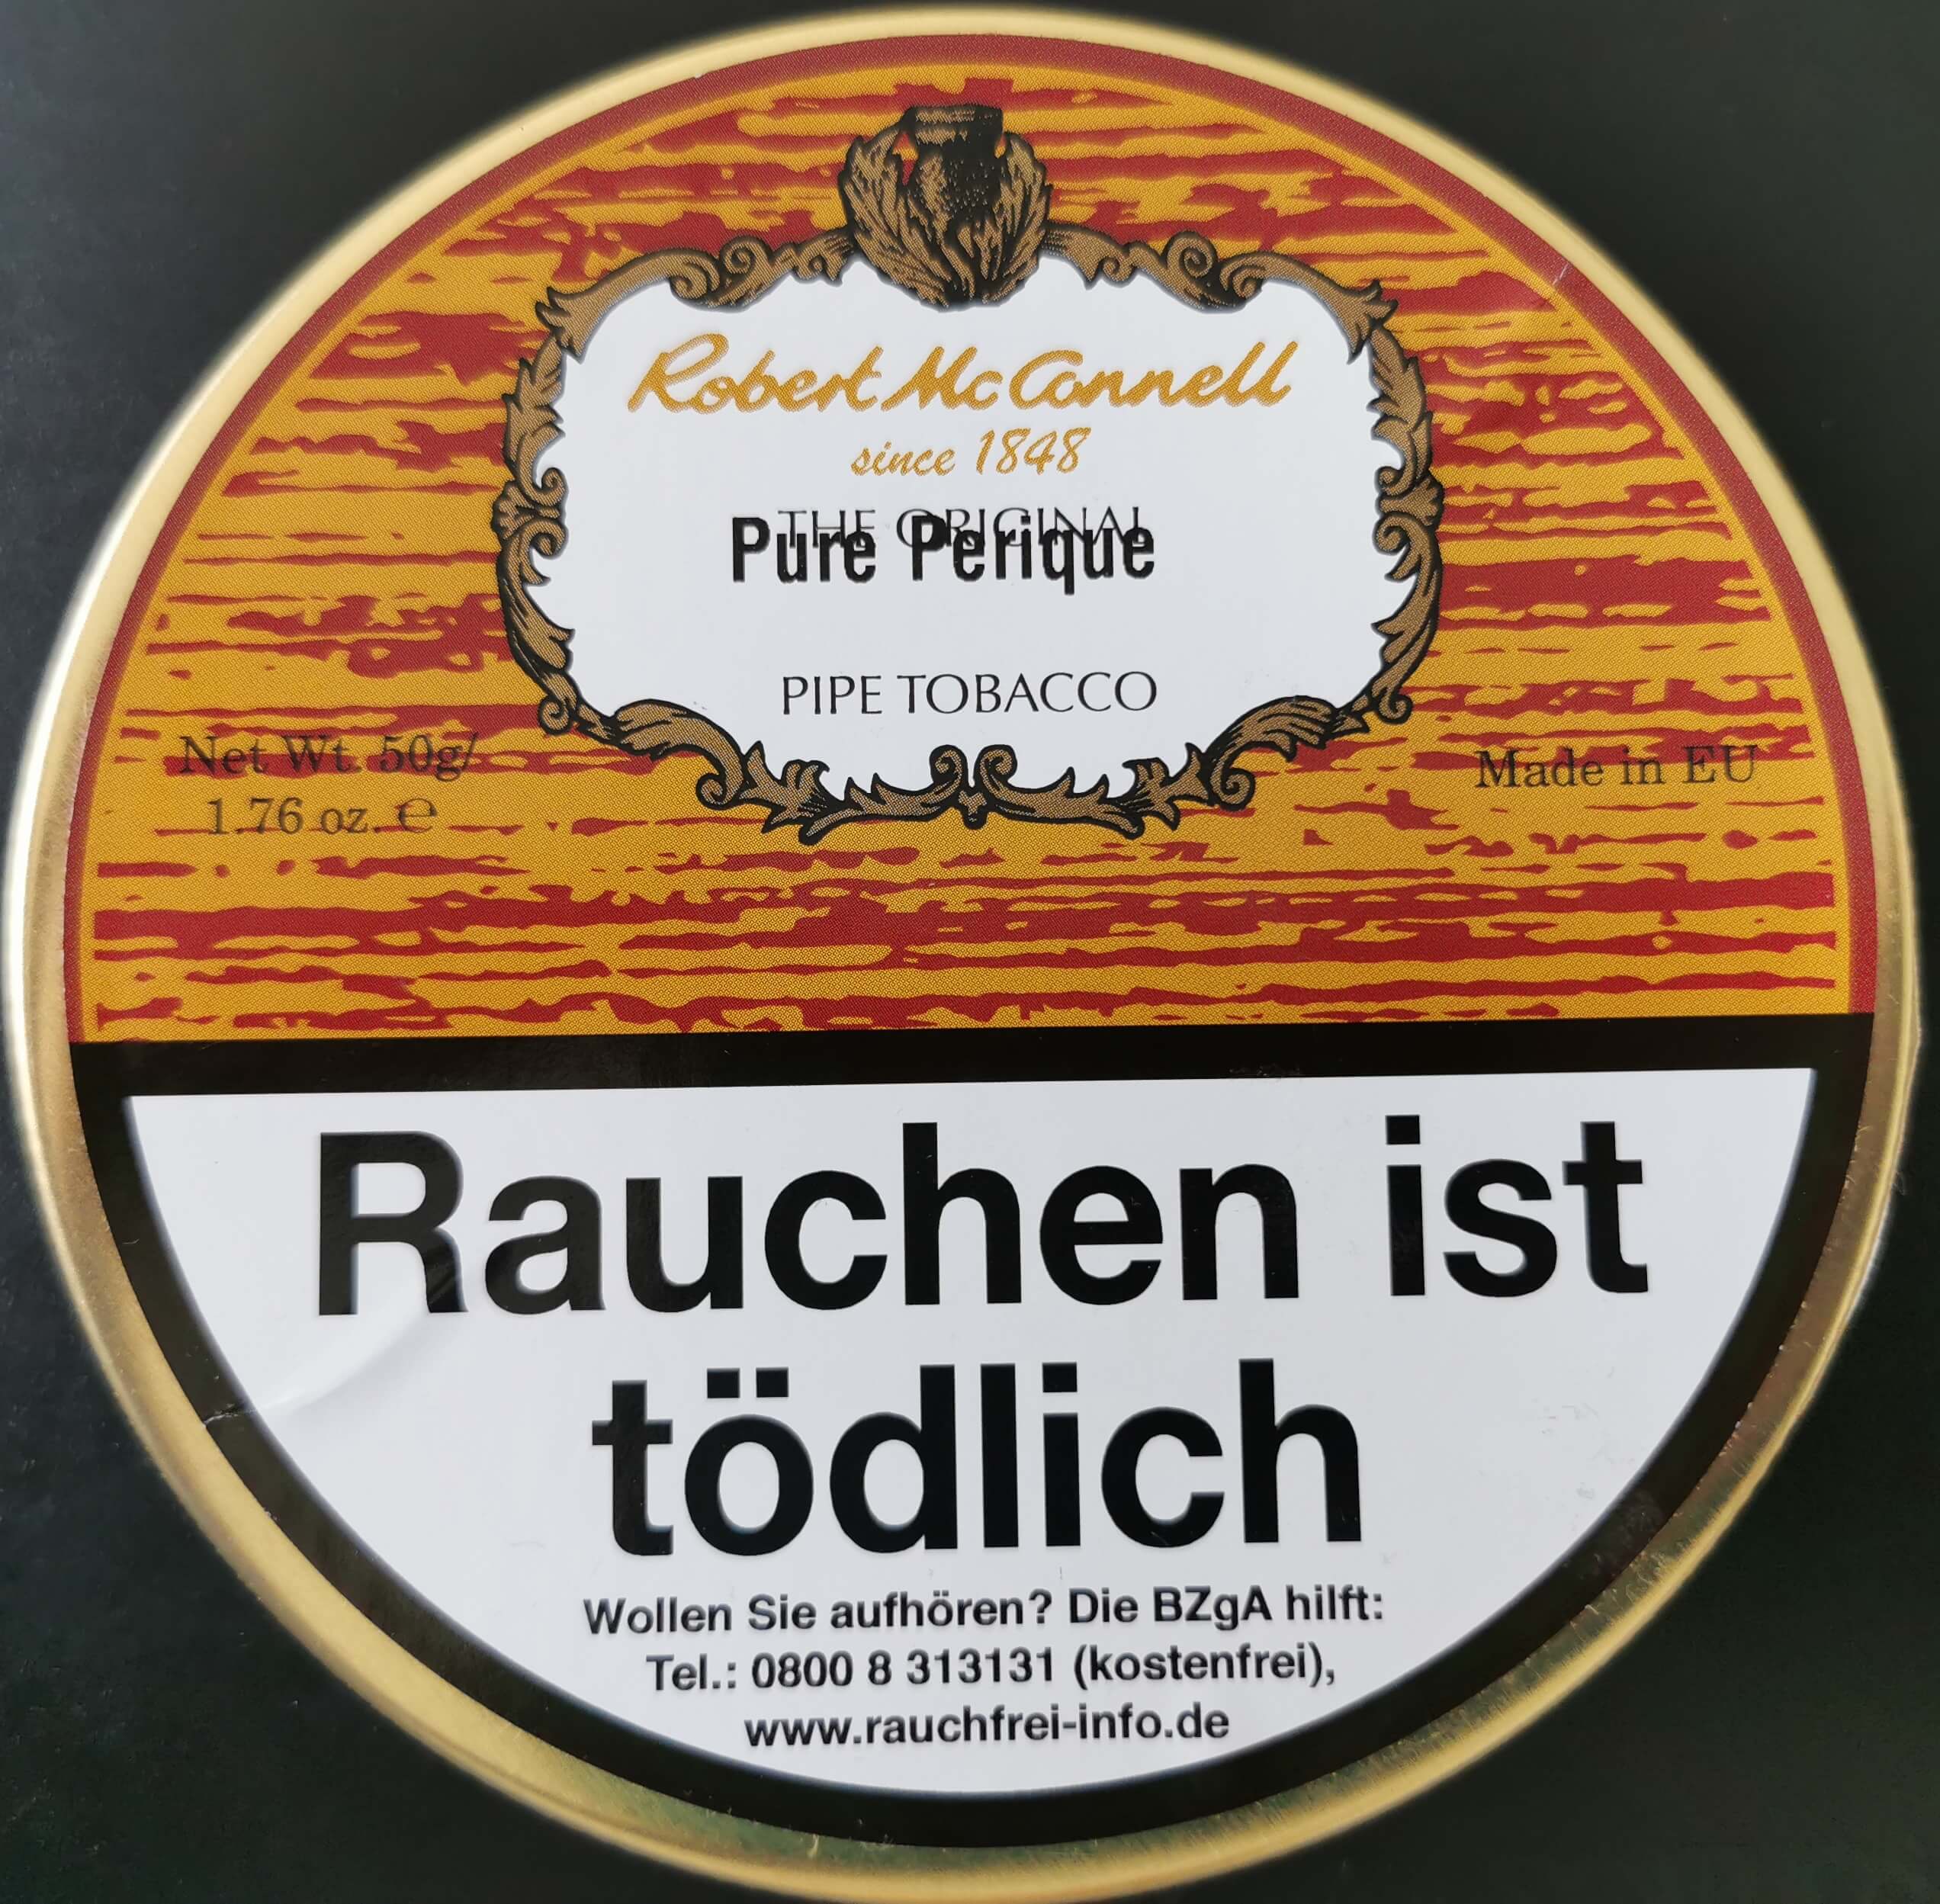 Robert McConnell
since 1848
THE ORIGINAL
Pure Perique
PIPE TOBACCO
Net Wt. 50g/
1.76 oz. ℮
Made in EU
Rauchen ist
tödlich
Wollen Sie aufhören? Die BZgA hilft:
Tel.: 0800 8 313131 (kostenfrei),
www.rauchfrei-info.de